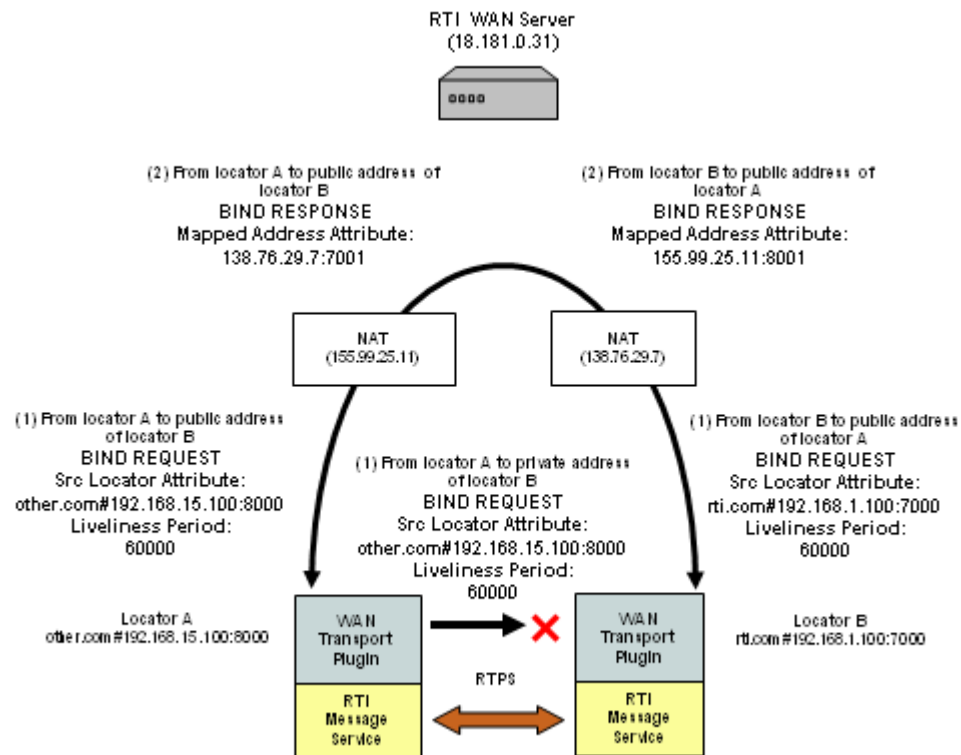 RTI WAN Server
(18.181.0.31)
(2) From locator A to public address of
locator B
BIND RESPONSE
Mapped Address Attribute:
138.76.29.7:7001
(2) From locator B to public address of
locator A
BIND RESPONSE
Mapped Address Attribute:
155.99.25.11:8001
NAT
(155.99.25.11)
NAT
(138.76.29.7)
(1) From locator A to public address
of locator B
BIND REQUEST
Src Locator Attribute:
other.com#192.168.15.100:8000
Liveliness Period:
60000
(1) From locator A to private address
of locator B
BIND REQUEST
Src Locator Attribute:
other.com#192.168.15.100:8000
Liveliness Period:
60000
(1) From locator B to public address
of locator A
BIND REQUEST
Src Locator Attribute:
rti.com#192.168.1.100:7000
Liveliness Period:
60000
Locator A
other.com#192.168.15.100:8000
WAN
Transport
Plugin
RTI
Message
Service
RTPS
WAN
Transport
Plugin
RTI
Message
Service
Locator B
rti.com#192.168.1.100:7000